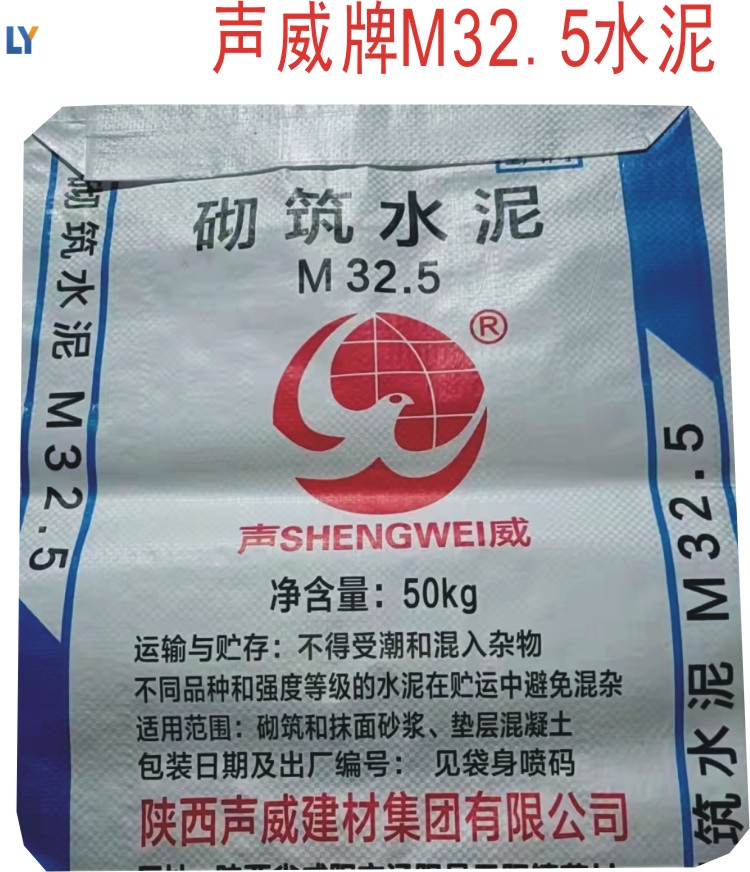 LY
声威牌M32.5水泥
砌筑水泥
M 32.5
®
声SHENGWEI威
净含量：50kg
运输与贮存：不得受潮和混入杂物
不同品种和强度等级的水泥在贮运中避免混杂
适用范围：砌筑和抹面砂浆、垫层混凝土
包装日期及出厂编号： 见袋身喷码
陕西声威建材集团有限公司
砌筑水泥 M32.5
筑水泥 M32.5